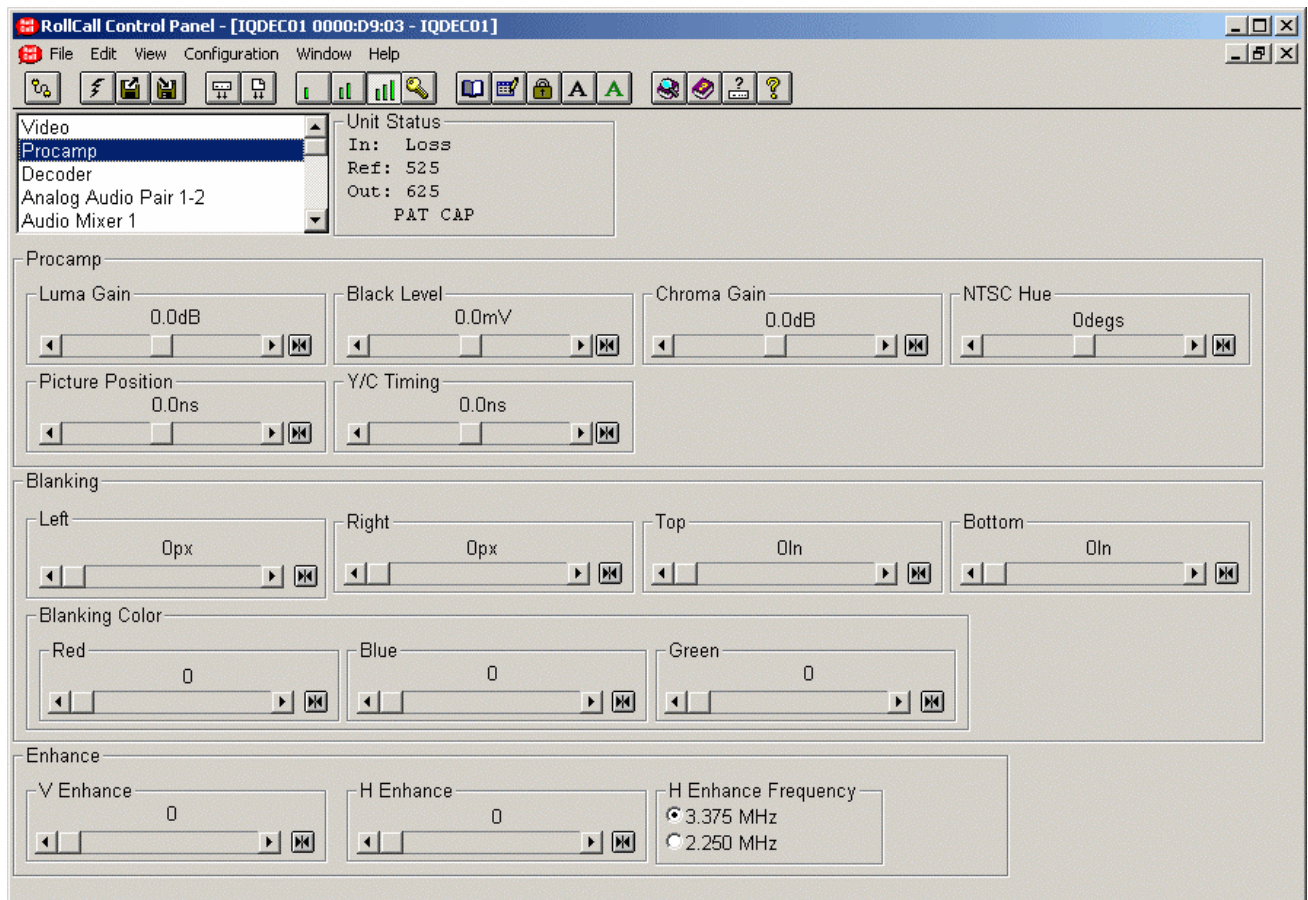 RollCall Control Panel - [IQDEC01 0000:D9:03 - IQDEC01]
File Edit View Configuration Window Help
A A
Video
Procamp
Decoder
Analog Audio Pair 1-2
Audio Mixer 1
Unit Status
In: Loss
Ref: 525
Out: 625
PAT CAP
Procamp
Luma Gain
0.0dB
Black Level
0.0mV
Chroma Gain
0.0dB
NTSC Hue
0degs
Picture Position
0.0ns
Y/C Timing
0.0ns
Blanking
Left
0px
Right
0px
Top
0ln
Bottom
0ln
Blanking Color
Red
0
Blue
0
Green
0
Enhance
V Enhance
0
H Enhance
0
H Enhance Frequency
3.375 MHz
2.250 MHz